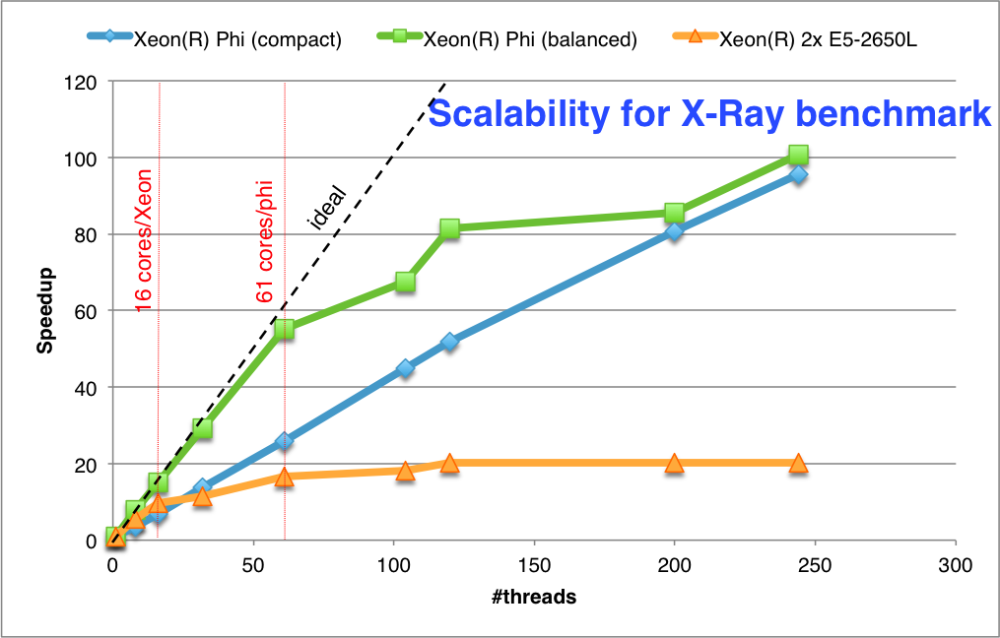 Xeon(R) Phi (compact) Xeon(R) Phi (balanced) Xeon(R) 2x E5-2650L
Scalability for X-Ray benchmark
120
100
80
60
40
20
0
Speedup
16 cores/Xeon
61 cores/phi
ideal
0 50 100 150 200 250 300
#threads